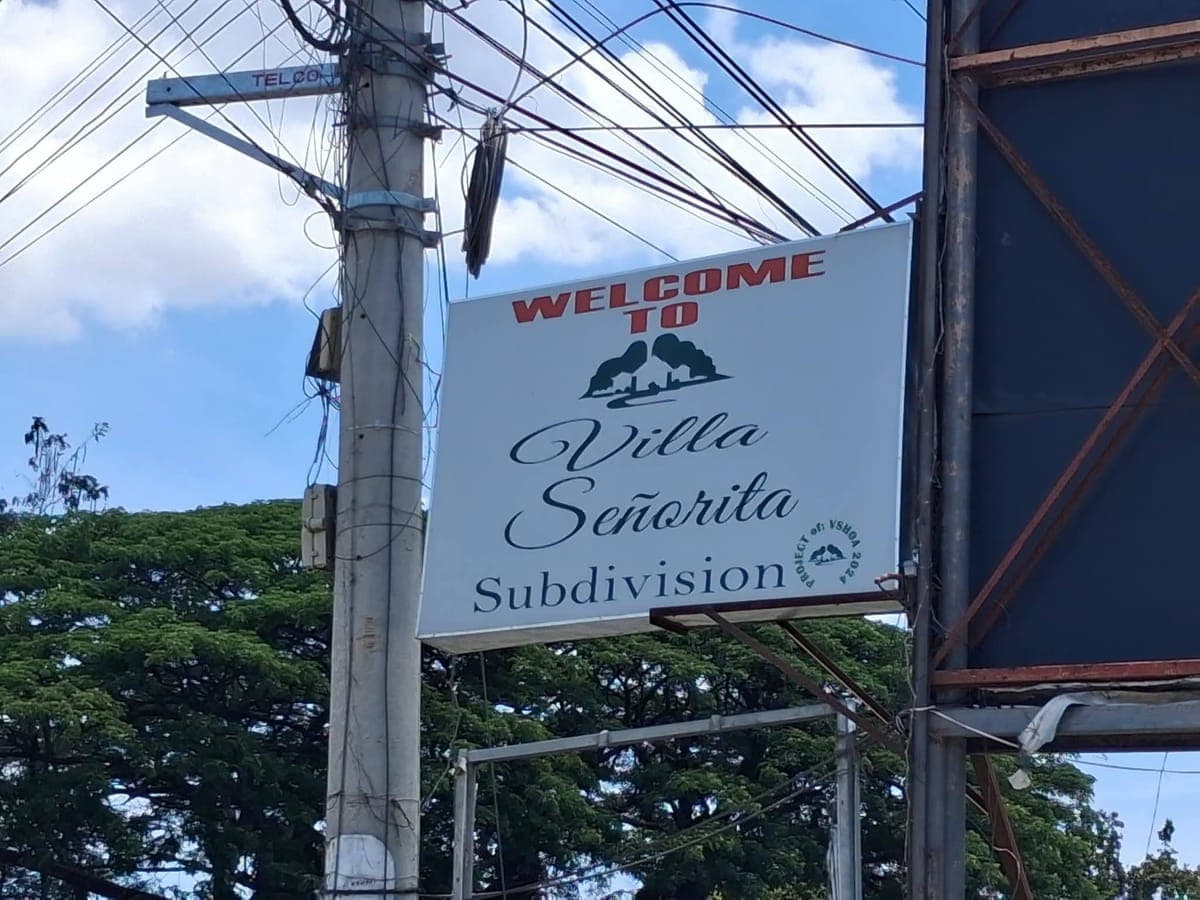 TELCO
WELCOME
TO
Villa
Señorita
Subdivision
PROJECT of: VSHOA 2024